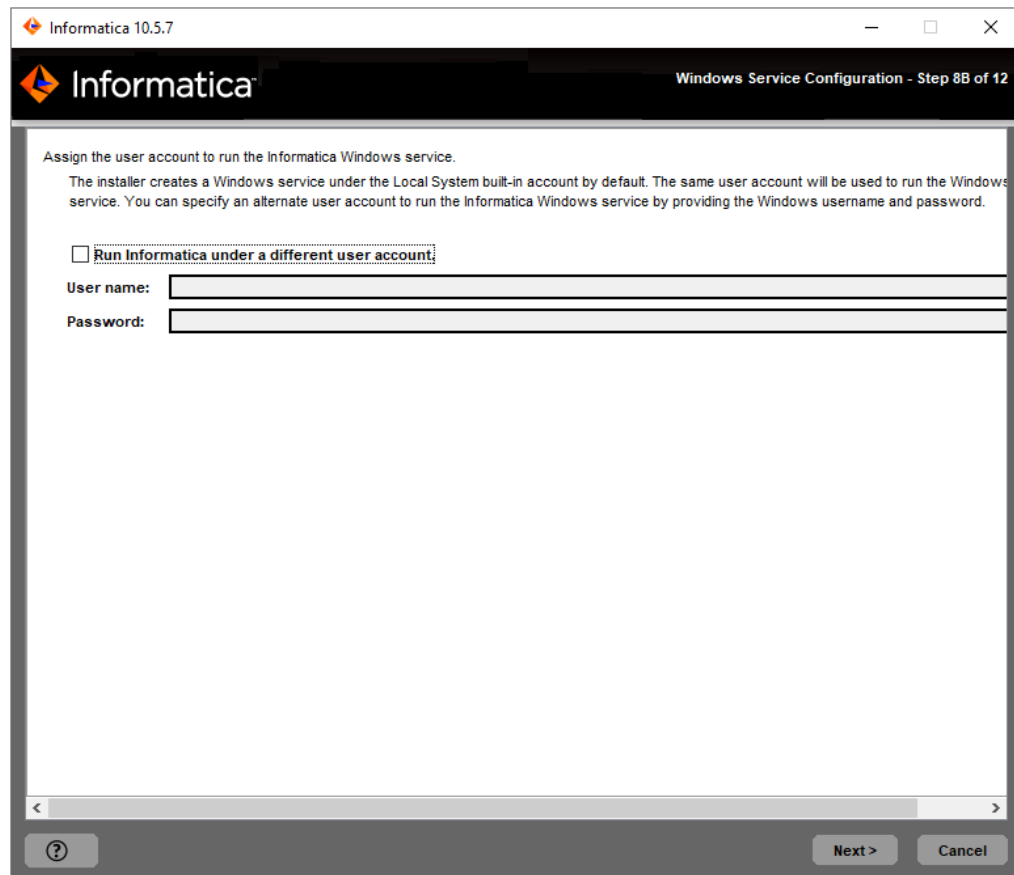 Informatica 10.5.7
Informatica
Windows Service Configuration - Step 8B of 12
Assign the user account to run the Informatica Windows service.
The installer creates a Windows service under the Local System built-in account by default. The same user account will be used to run the Windows
service. You can specify an alternate user account to run the Informatica Windows service by providing the Windows username and password.
Run Informatica under a different user account.
User name:
Password:
?
Next >
Cancel